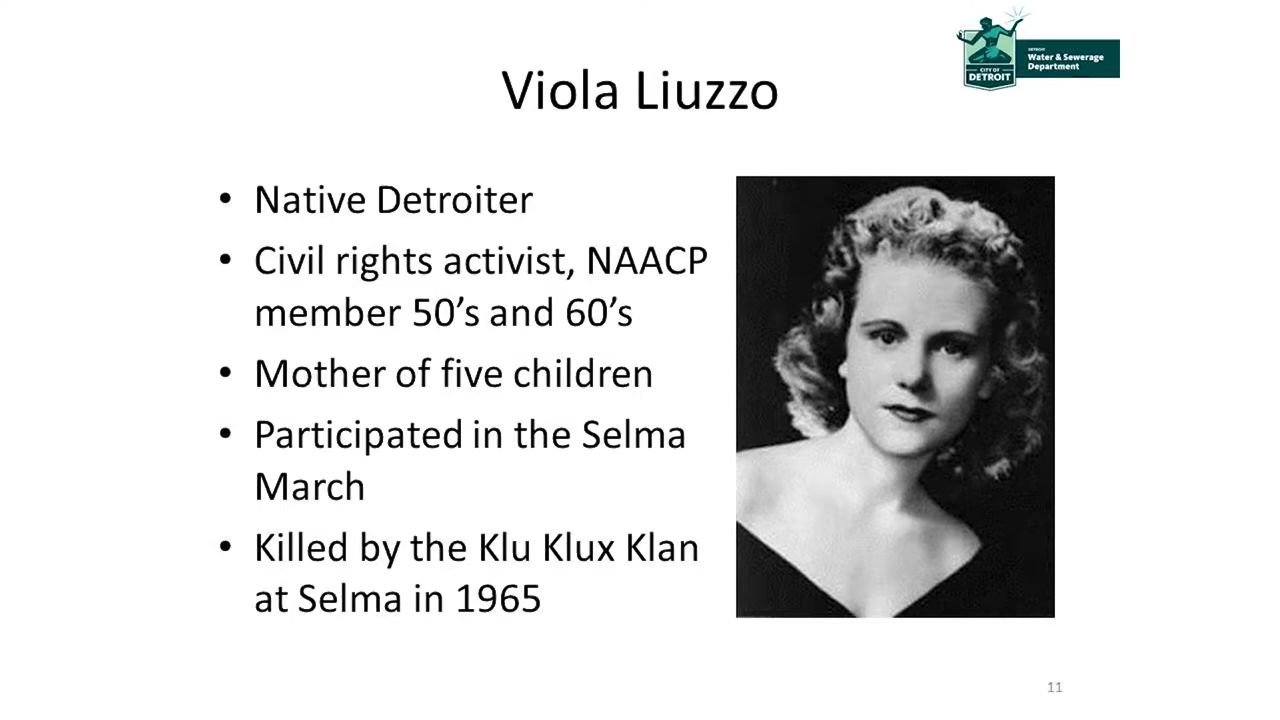 DETROIT
Water & Sewerage
Department
CITY OF
DETROIT
Viola Liuzzo
• Native Detroiter
• Civil rights activist, NAACP
member 50’s and 60’s
• Mother of five children
• Participated in the Selma
March
• Killed by the Klu Klux Klan
at Selma in 1965
11